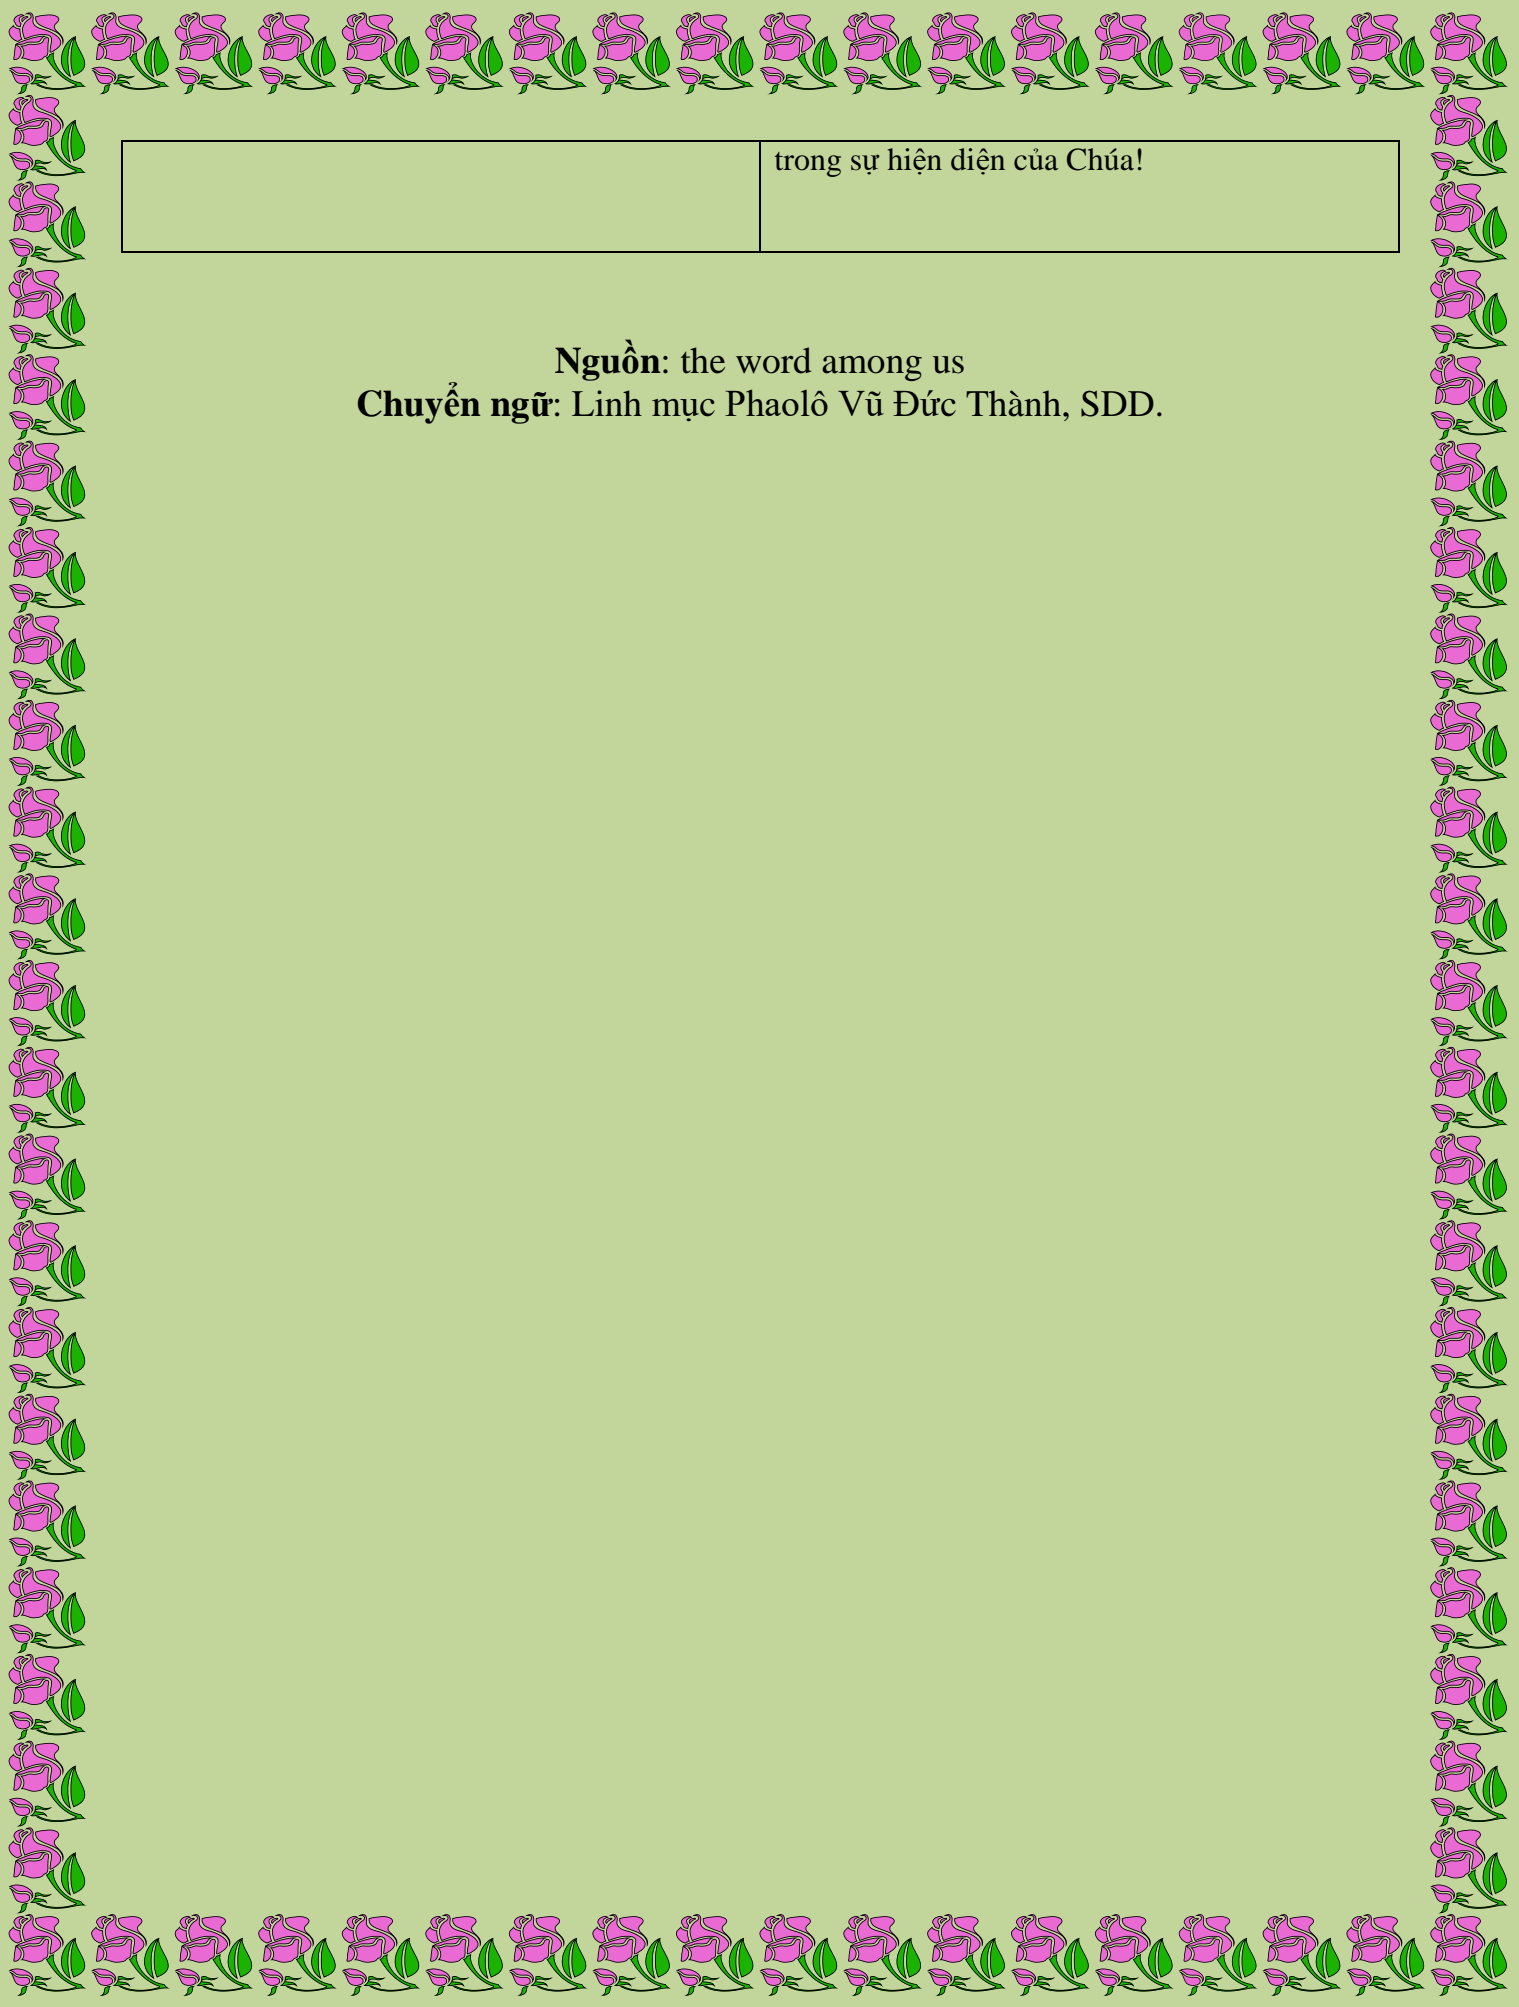 trong sự hiện diện của Chúa!
Nguồn: the word among us
Chuyển ngữ: Linh mục Phaolô Vũ Đức Thành, SDD.